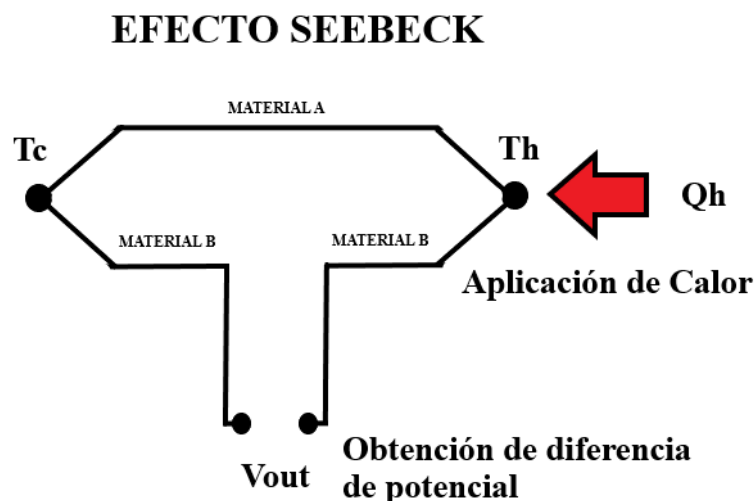 EFECTO SEEBECK
MATERIAL A
Tc
Th
Qh
MATERIAL B
MATERIAL B
Aplicación de Calor
Vout
Obtención de diferencia
de potencial